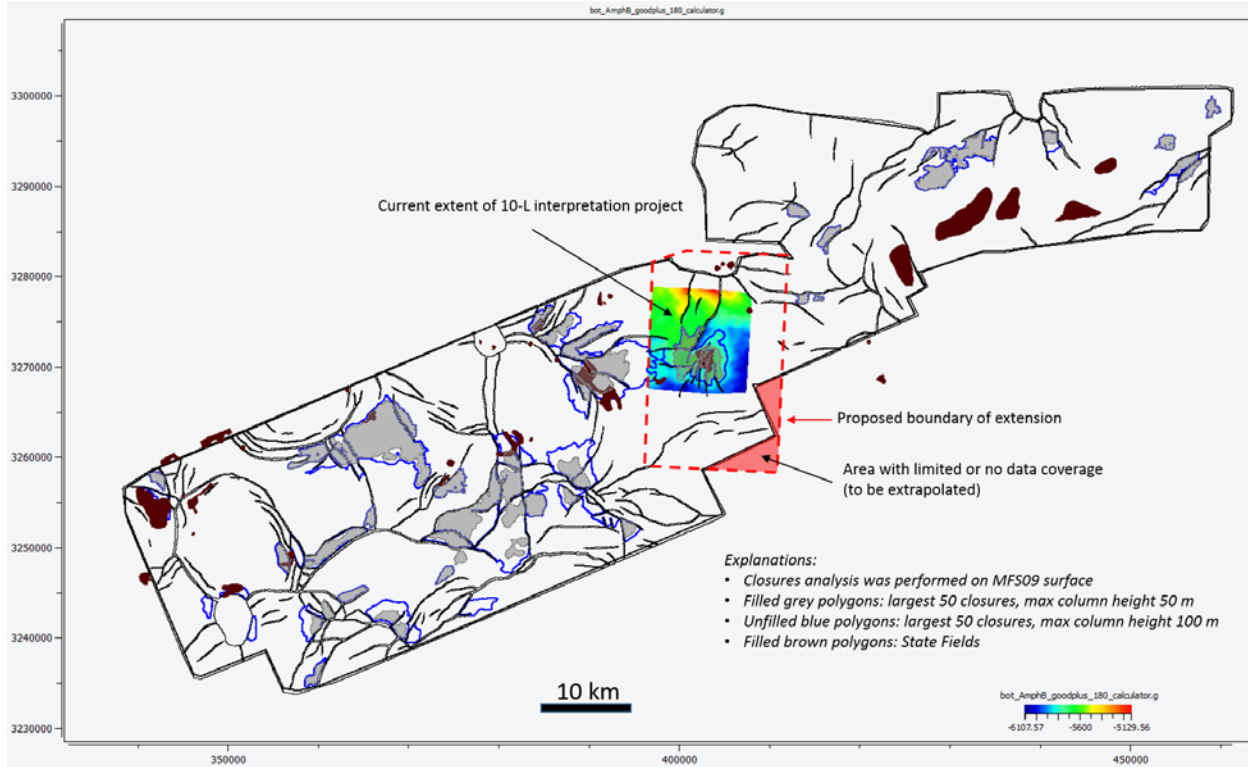 bot_AmphB_goodplus_180_calculator.g
3300000
3290000
Current extent of 10-L interpretation project
3280000
3270000
Proposed boundary of extension
3260000
Area with limited or no data coverage
(to be extrapolated)
3250000
Explanations:
• Closures analysis was performed on MFS09 surface
• Filled grey polygons: largest 50 closures, max column height 50 m
• Unfilled blue polygons: largest 50 closures, max column height 100 m
• Filled brown polygons: State Fields
3240000
10 km
bot_AmphB_goodplus_180_calculator.g
-6107.57 -5600 -5129.56
3230000
350000 400000 450000